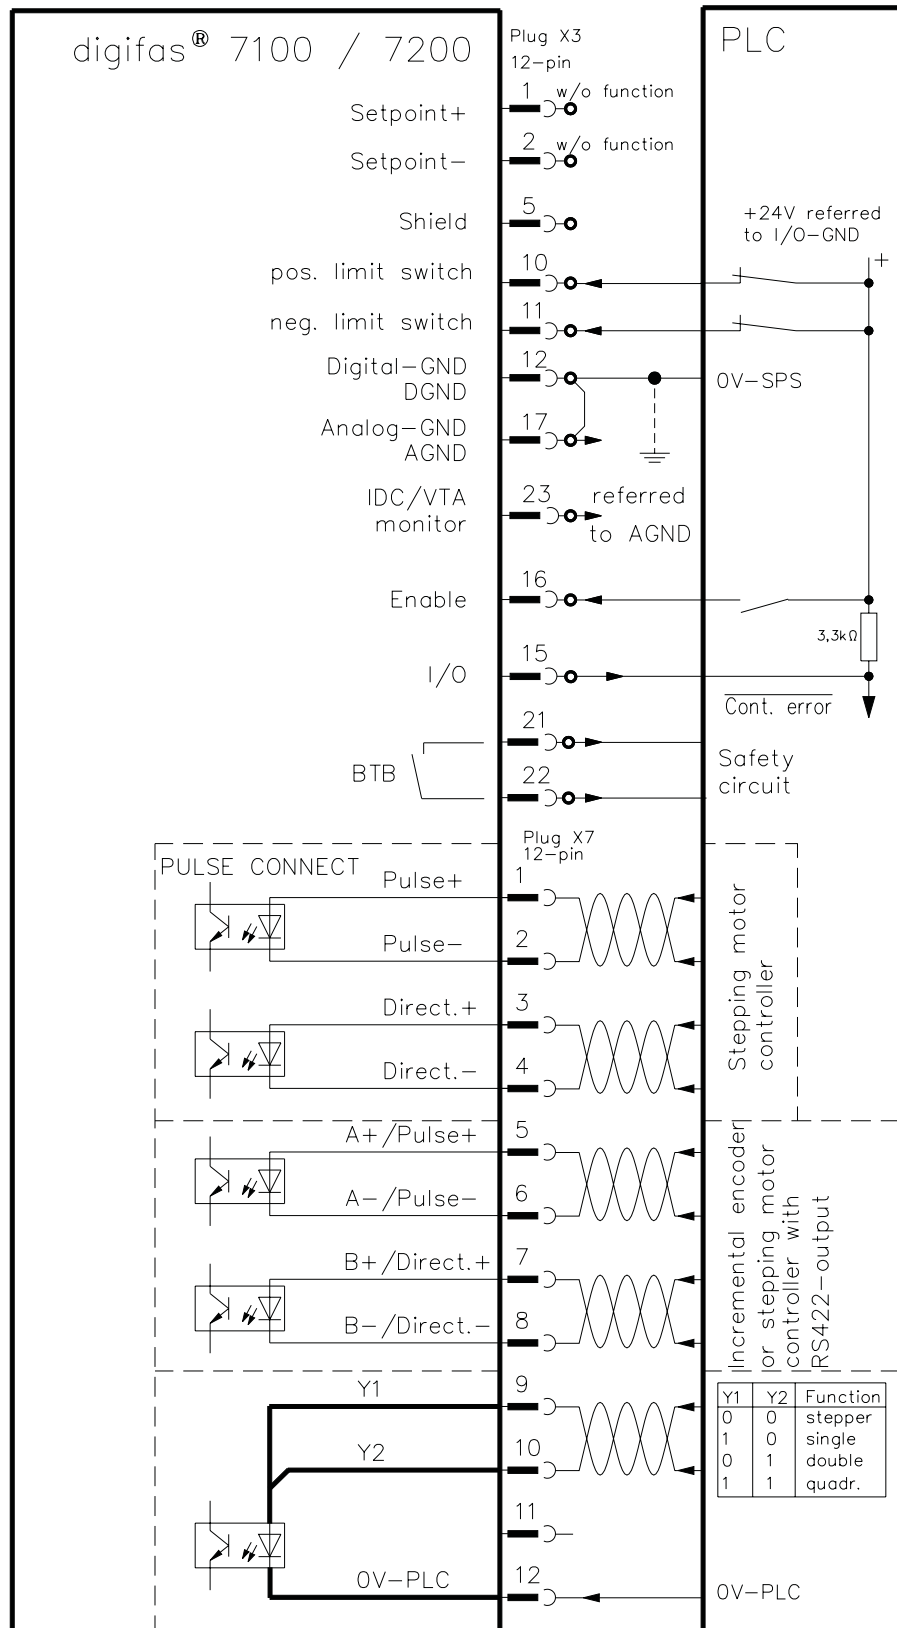 digifas® 7100 / 7200
Plug X3
12-pin
PLC
Setpoint+
1
w/o function
Setpoint-
2
w/o function
Shield
5
+24V referred
to I/O-GND
+
pos. limit switch
10
neg. limit switch
11
Digital-GND
DGND
12
0V-SPS
Analog-GND
AGND
17
IDC/VTA
monitor
23
referred
to AGND
Enable
16
3,3kΩ
I/O
15
Cont. error
21
BTB
22
Safety
circuit
Plug X7
12-pin
PULSE CONNECT
Pulse+
1
Pulse-
2
Direct.+
3
Direct.-
4
Stepping motor
controller
A+/Pulse+
5
A-/Pulse-
6
B+/Direct.+
7
B-/Direct.-
8
Incremental encoder
or stepping motor
controller with
RS422-output
Y1
9
Y2
10
11
0V-PLC
12
0V-PLC
Y1 Y2 Function
0 0 stepper
1 0 single
0 1 double
1 1 quadr.